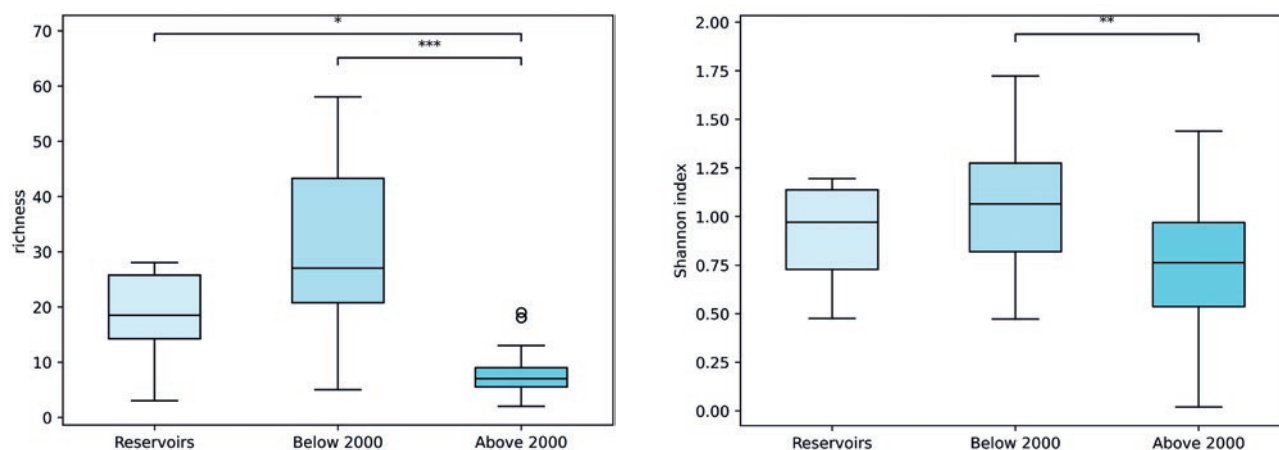 70
60
50
40
30
20
10
0
richness
*
***
Reservoirs
Below 2000
Above 2000
2.00
1.75
1.50
1.25
1.00
0.75
0.50
0.25
0.00
Shannon index
**
Reservoirs
Below 2000
Above 2000